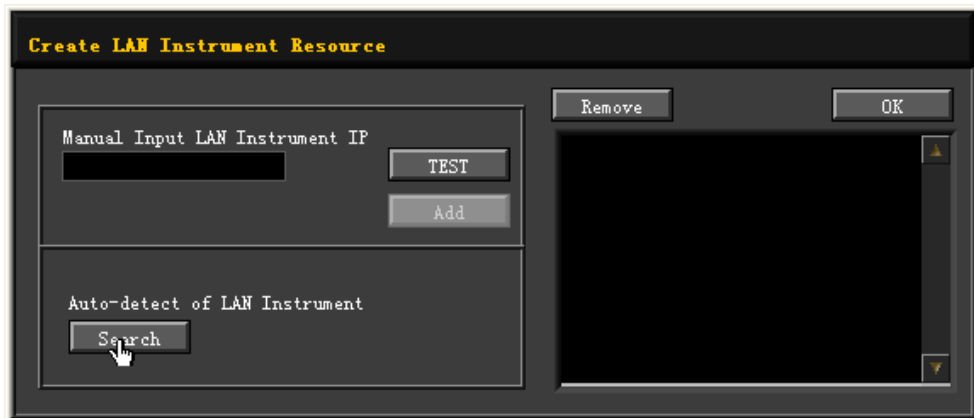 Create LAN Instrument Resource
Remove
OK
Manual Input LAN Instrument IP
TEST
Add
Auto-detect of LAN Instrument
Search